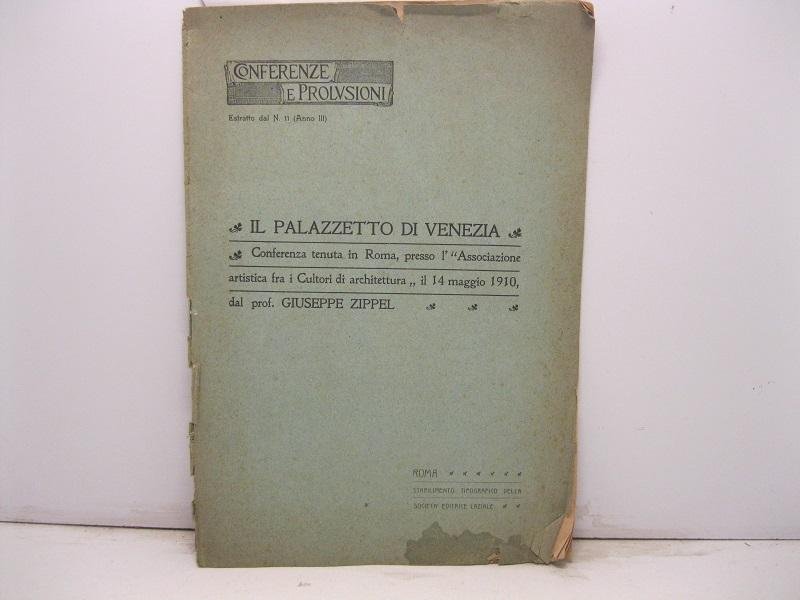 CONFERENZE
E PROLVSIONI
Estratto dal N. 11 (Anno III)
IL PALAZZETTO DI VENEZIA
Conferenza tenuta in Roma, presso l' “Associazione
artistica fra i Cultori di architettura „ il 14 maggio 1910,
dal prof. GIUSEPPE ZIPPEL
ROMA
STABILIMENTO TIPOGRAFICO DELLA
SOCIETÀ EDITRICE LAZIALE